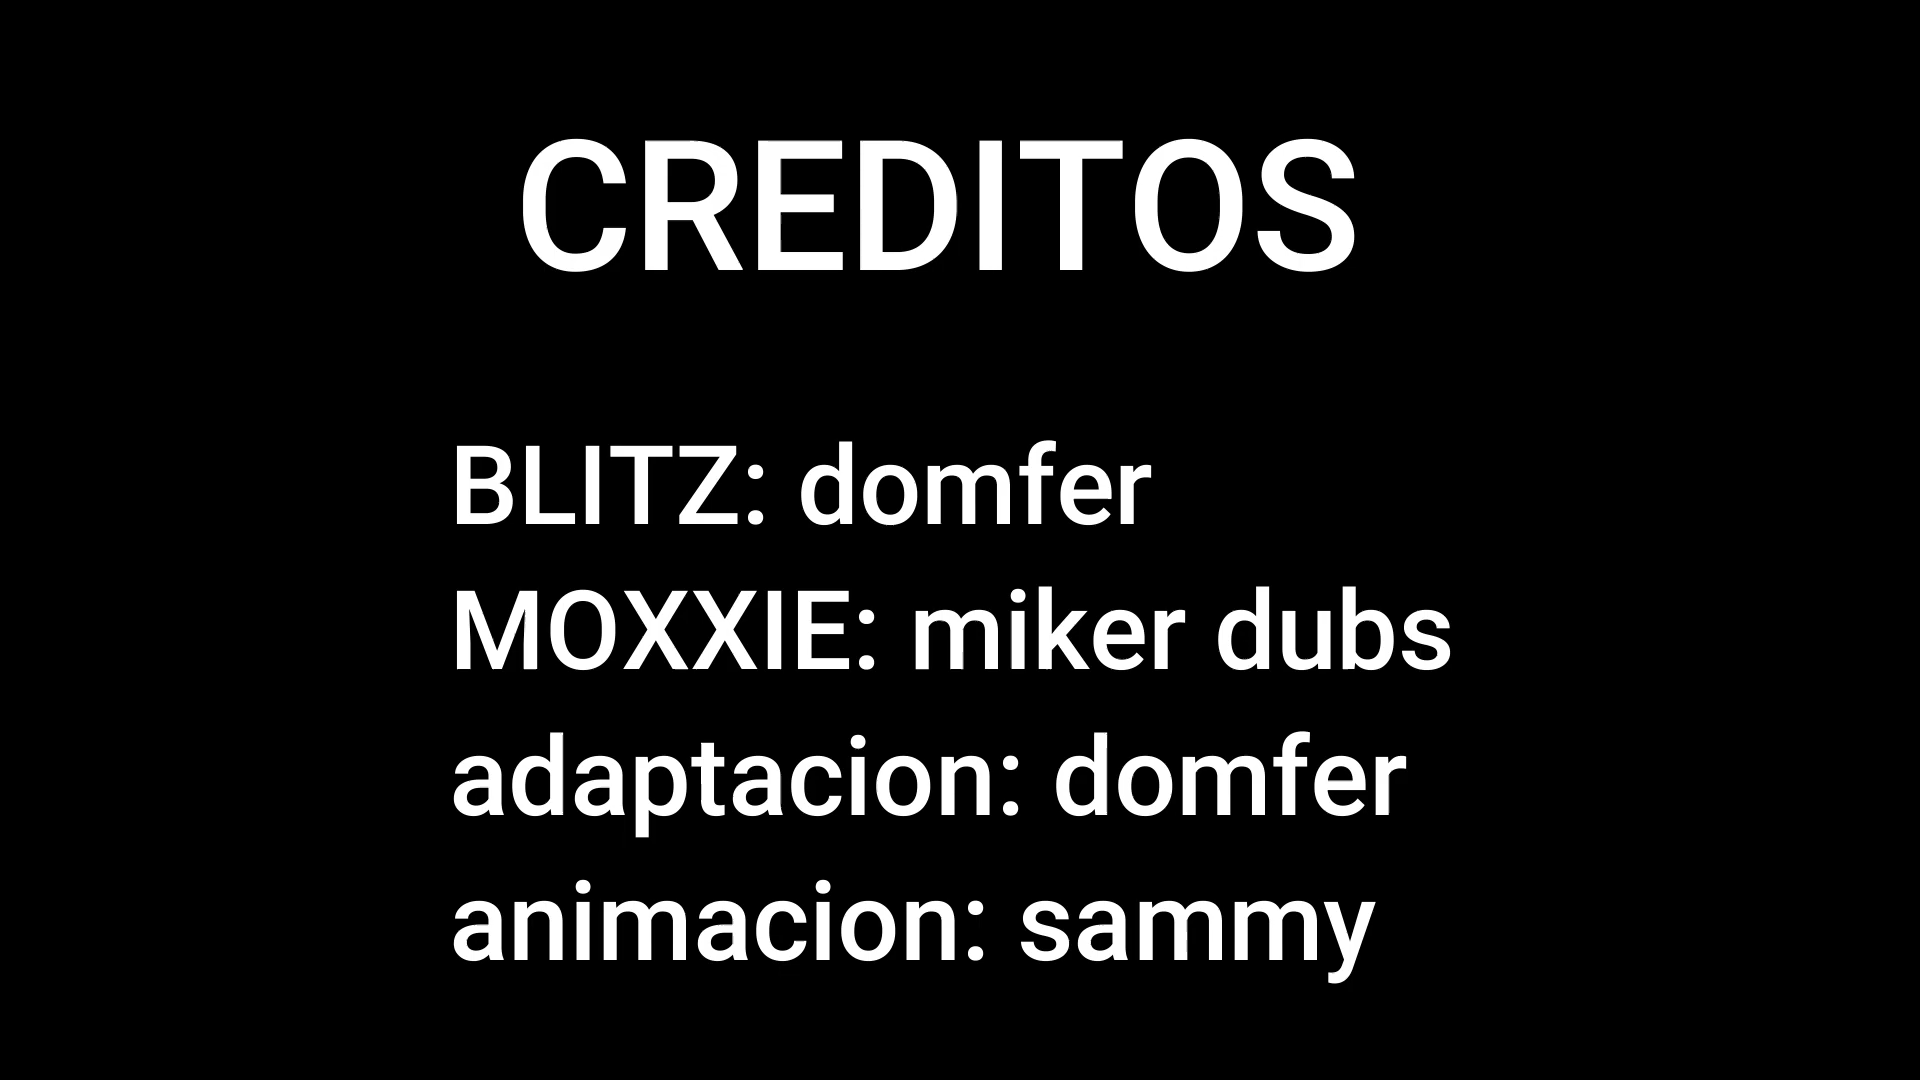 CREDITOS
BLITZ: domfer
MOXXIE: miker dubs
adaptacion: domfer
animacion: sammy